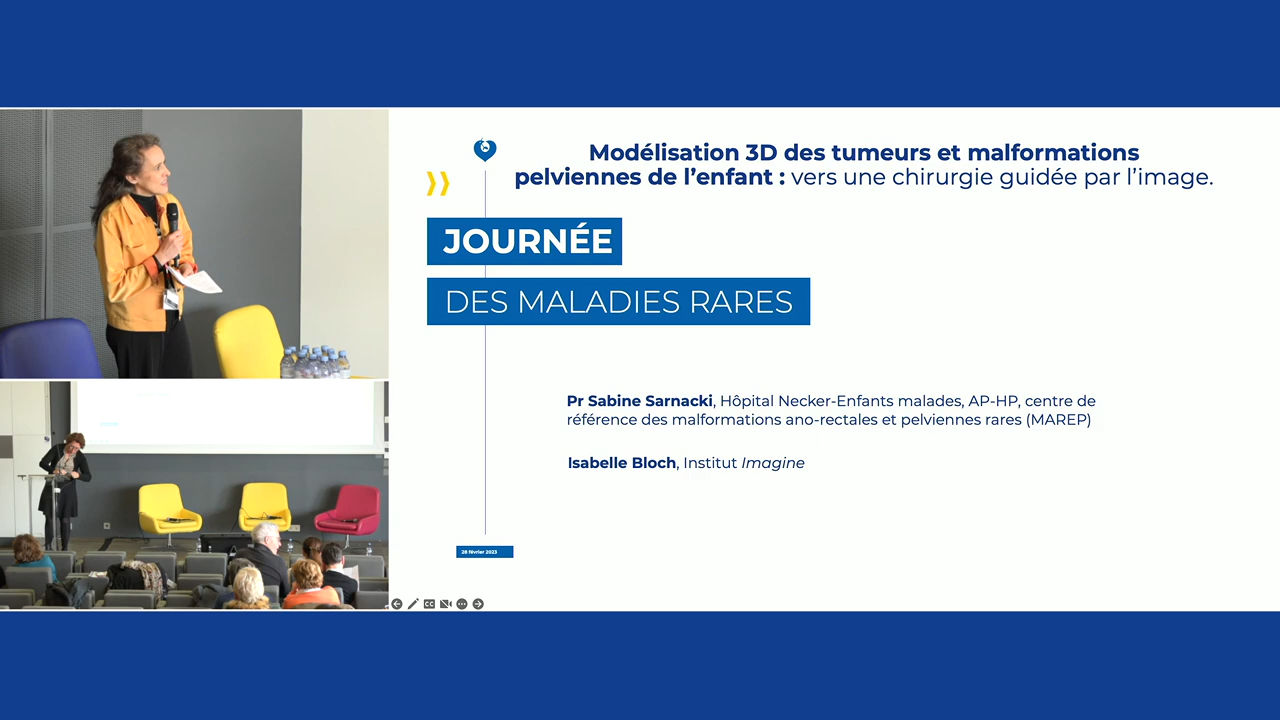 Modélisation 3D des tumeurs et malformations
pelviennes de l'enfant : vers une chirurgie guidée par l'image.
JOURNÉE
DES MALADIES RARES
Pr Sabine Sarnacki, Hôpital Necker-Enfants malades, AP-HP, centre de
référence des malformations ano-rectales et pelviennes rares (MAREP)
Isabelle Bloch, Institut Imagine
28 février 2023
CC